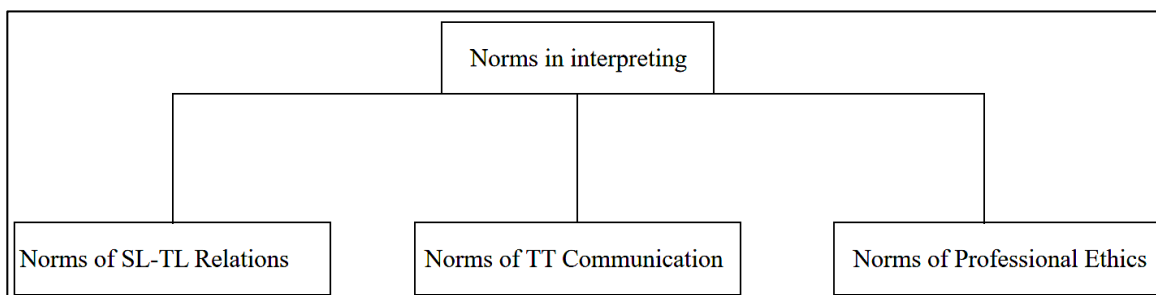 Norms in interpreting
Norms of SL-TL Relations
Norms of TT Communication
Norms of Professional Ethics